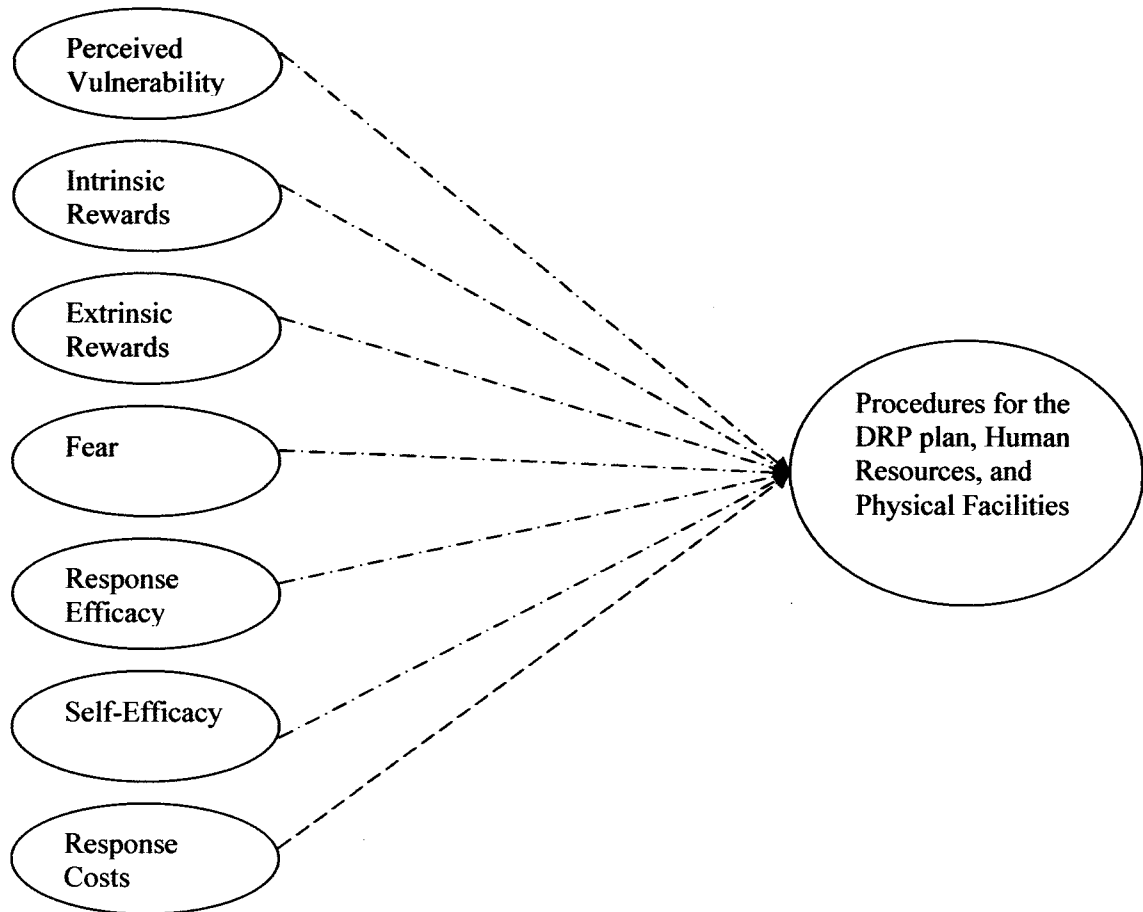 Perceived
Vulnerability
Intrinsic
Rewards
Extrinsic
Rewards
Fear
Response
Efficacy
Self-Efficacy
Response
Costs
Procedures for the
DRP plan, Human
Resources, and
Physical Facilities